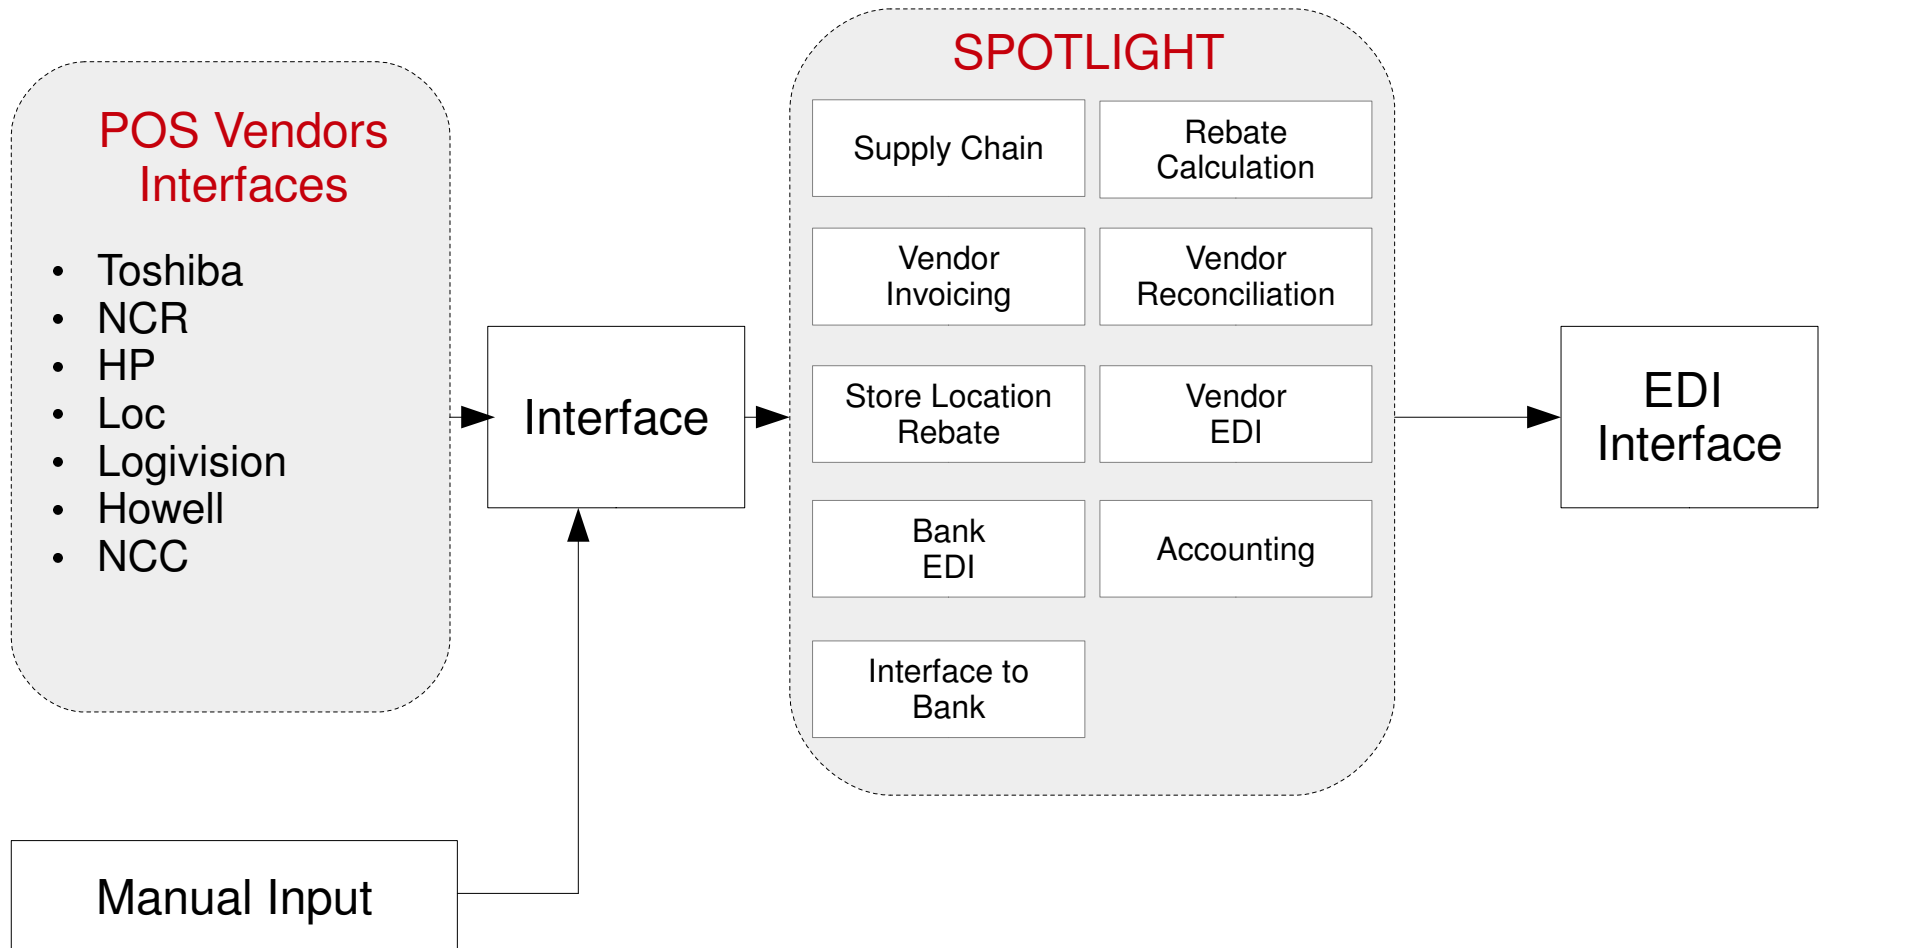 POS Vendors
Interfaces
• Toshiba
• NCR
• HP
• Loc
• Logivision
• Howell
• NCC
Manual Input
Interface
SPOTLIGHT
Supply Chain
Rebate
Calculation
Vendor
Invoicing
Vendor
Reconciliation
Store Location
Rebate
Vendor
EDI
Bank
EDI
Accounting
Interface to
Bank
EDI
Interface